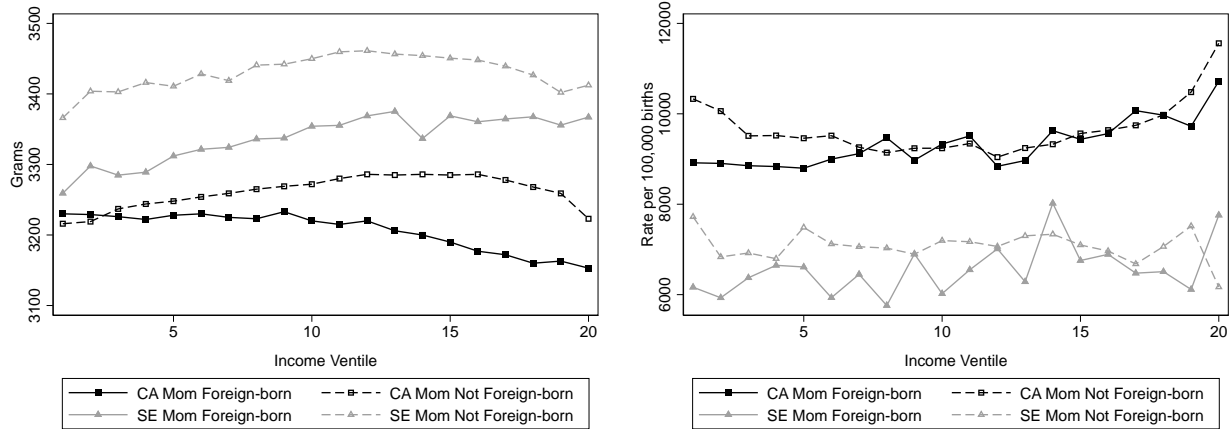 3500
3400
3300
3200
3100
Grams
5
10
15
20
Income Ventile
CA Mom Foreign-born
CA Mom Not Foreign-born
SE Mom Foreign-born
SE Mom Not Foreign-born
12000
10000
8000
6000
Rate per 100,000 births
5
10
15
20
Income Ventile
CA Mom Foreign-born
CA Mom Not Foreign-born
SE Mom Foreign-born
SE Mom Not Foreign-born